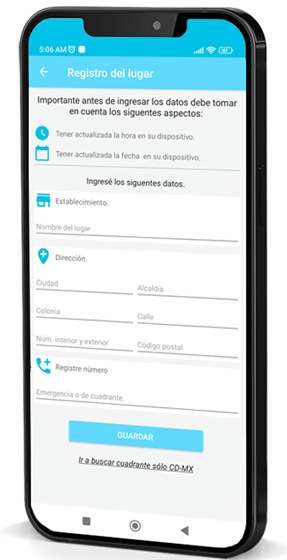 5:06 AM
Registro del lugar
Importante antes de ingresar los datos debe tomar
en cuenta los siguentes aspectos:
Tener actualizada la hora en su dispositivo.
Tener actualizada la fecha en su dispositivo.
Ingresé los siguentes datos.
Establecimiento.
Nombre del lugar
Dirección.
Ciudad
Alcaldia
Colonia
Calle
Núm. interior y exterior
Código postal
Registre número
Emergencia o de cuadrante.
GUARDAR
Ir a buscar cuadrante sólo CD-MX